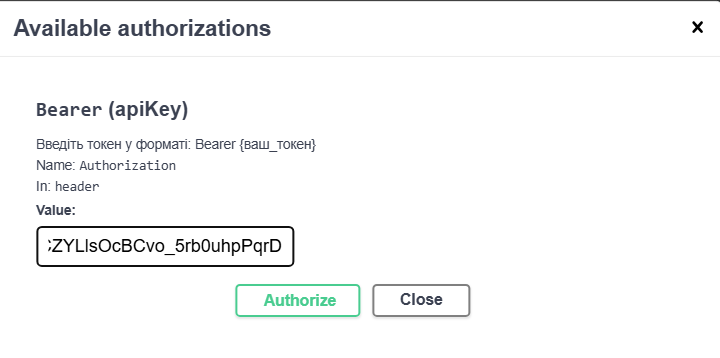 Available authorizations
Bearer (apiKey)
Введіть токен у форматі: Bearer {ваш_токен}
Name: Authorization
In: header
Value:
ZYLlsOcBCvo_5rb0uhpPqrD
Authorize
Close